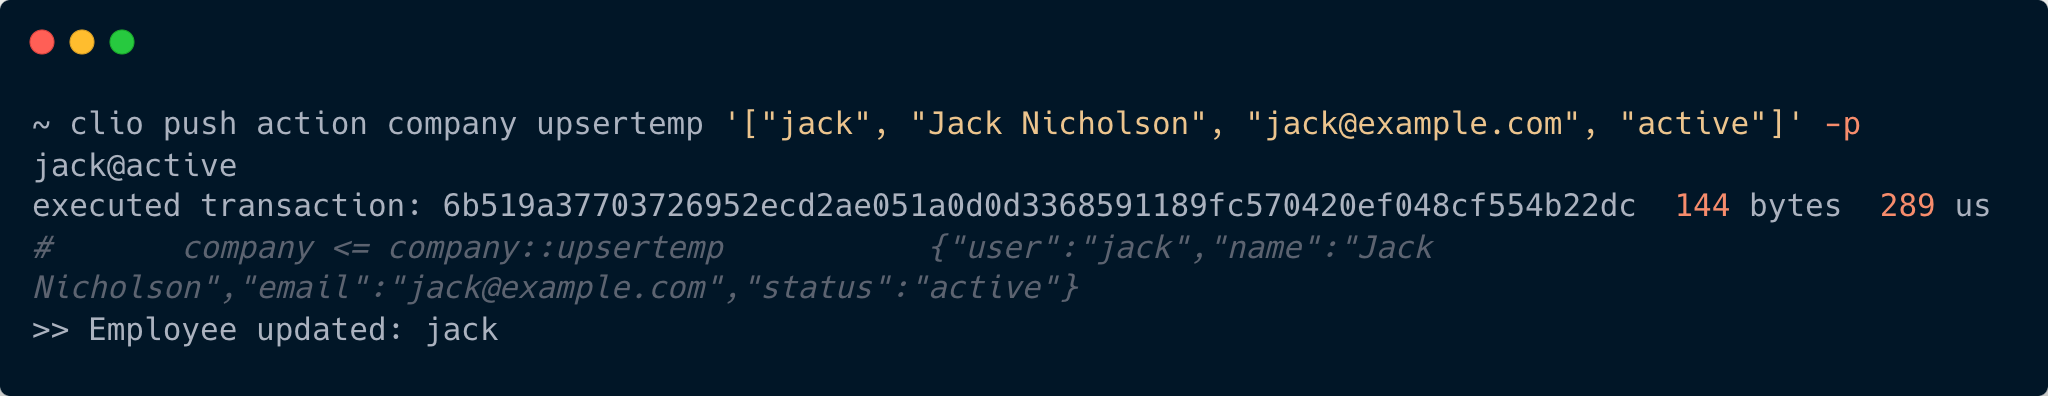 ~ clio push action company upsertemp '["jack", "Jack Nicholson", "jack@example.com", "active"]' -p
jack@active
executed transaction: 6b519a37703726952ecd2ae051a0d0d3368591189fc570420ef048cf554b22dc  144 bytes  289 us
#       company <= company::upsertemp           {"user":"jack","name":"Jack
Nicholson","email":"jack@example.com","status":"active"}
>> Employee updated: jack